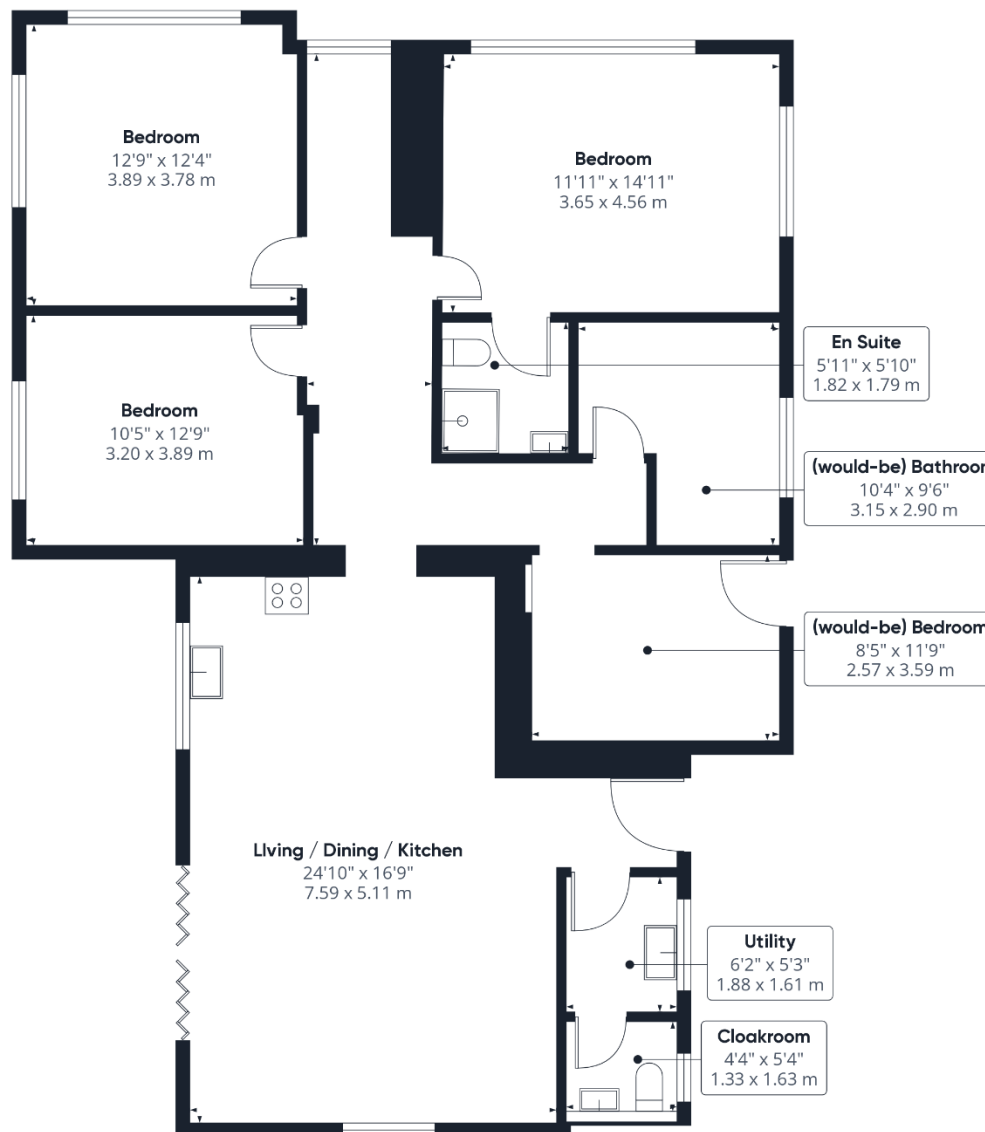 Bedroom
12'9" x 12'4"
3.89 x 3.78 m
Bedroom
11'11" x 14'11"
3.65 x 4.56 m
En Suite
5'11" x 5'10"
1.82 x 1.79 m
Bedroom
10'5" x 12'9"
3.20 x 3.89 m
(would-be) Bathroom
10'4" x 9'6"
3.15 x 2.90 m
(would-be) Bedroom
8'5" x 11'9"
2.57 x 3.59 m
LIving / Dining / Kitchen
24'10" x 16'9"
7.59 x 5.11 m
Utility
6'2" x 5'3"
1.88 x 1.61 m
Cloakroom
4'4" x 5'4"
1.33 x 1.63 m